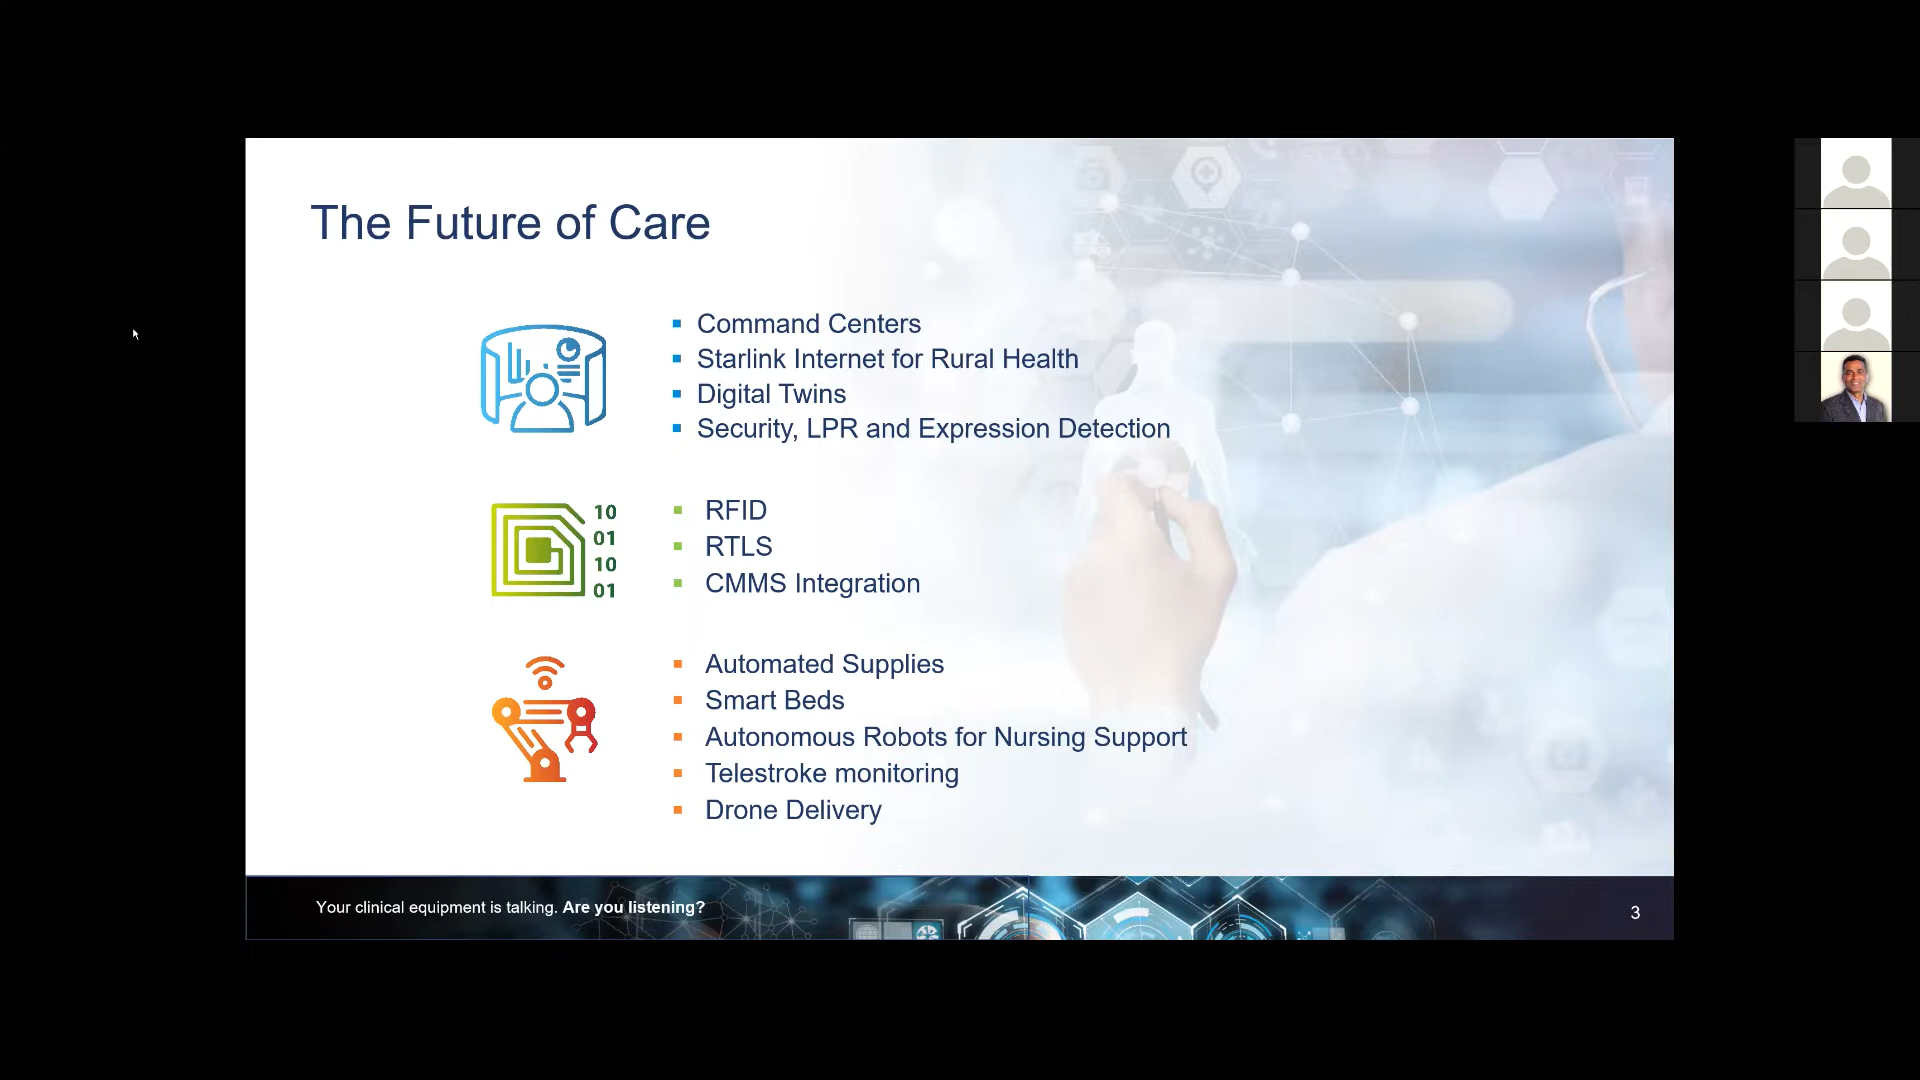 The Future of Care
Command Centers
Starlink Internet for Rural Health
Digital Twins
Security, LPR and Expression Detection
10
01
10
01
RFID
RTLS
CMMS Integration
Automated Supplies
Smart Beds
Autonomous Robots for Nursing Support
Telestroke monitoring
Drone Delivery
Your clinical equipment is talking. Are you listening?
3